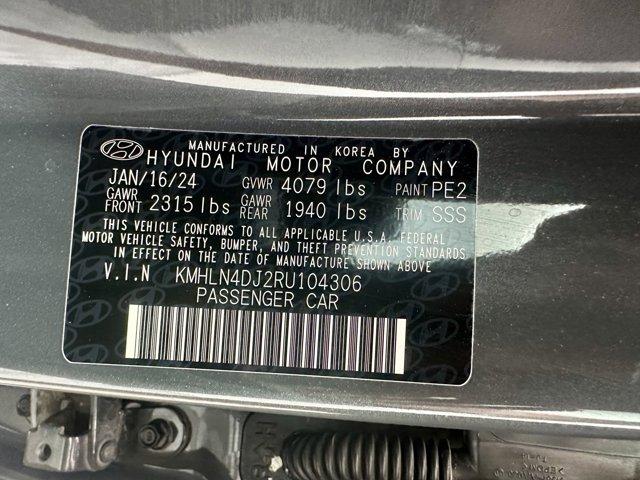 MANUFACTURED IN KOREA BY
HYUNDAI MOTOR COMPANY
JAN/16/24 GVWR 4079 lbs PAINT PE2
GAWR FRONT 2315 lbs GAWR REAR 1940 lbs TRIM SSS
THIS VEHICLE CONFORMS TO ALL APPLICABLE U.S.A. FEDERAL
MOTOR VEHICLE SAFETY, BUMPER, AND THEFT PREVENTION STANDARDS
IN EFFECT ON THE DATE OF MANUFACTURE SHOWN ABOVE
V.I.N KMHLN4DJ2RU104306
PASSENGER CAR